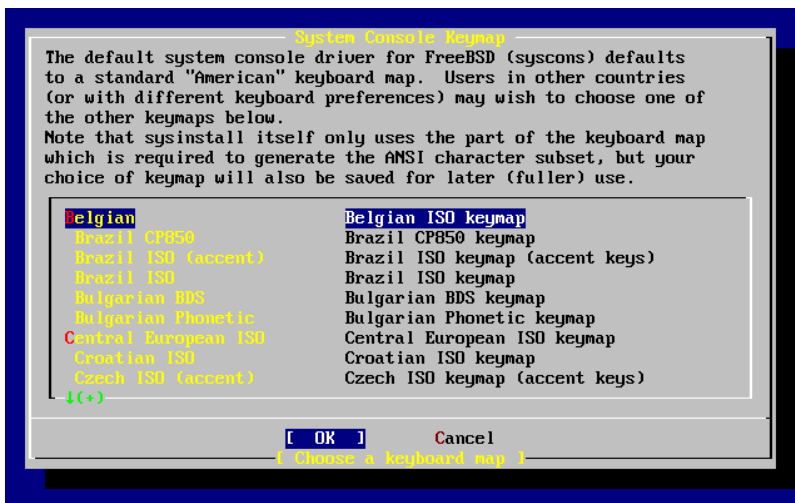 System Console Keymap
The default system console driver for FreeBSD (syscons) defaults
to a standard "American" keyboard map.  Users in other countries
(or with different keyboard preferences) may wish to choose one of
the other keymaps below.
Note that sysinstall itself only uses the part of the keyboard map
which is required to generate the ANSI character subset, but your
choice of keymap will also be saved for later (fuller) use.
Belgian Belgian ISO keymap
Brazil CP850 Brazil CP850 keymap
Brazil ISO (accent) Brazil ISO keymap (accent keys)
Brazil ISO Brazil ISO keymap
Bulgarian BDS Bulgarian BDS keymap
Bulgarian Phonetic Bulgarian Phonetic keymap
Central European ISO Central European ISO keymap
Croatian ISO Croatian ISO keymap
Czech ISO (accent) Czech ISO keymap (accent keys)
↓(+)
[ OK ] Cancel
[ Choose a keyboard map ]